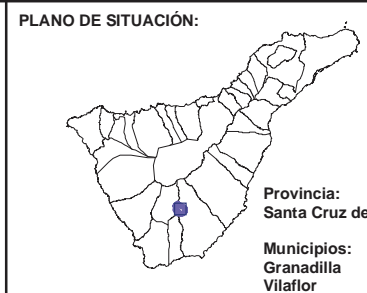 PLANO DE SITUACIÓN:
Provincia:
Santa Cruz de
Municipios:
Granadilla
Vilaflor